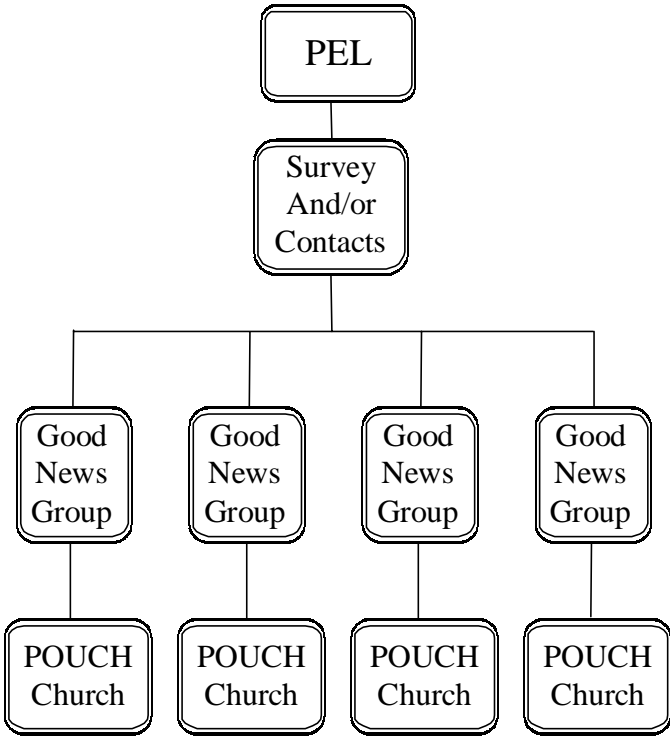 PEL
Survey
And/or
Contacts
Good
News
Group
Good
News
Group
Good
News
Group
Good
News
Group
POUCH
Church
POUCH
Church
POUCH
Church
POUCH
Church